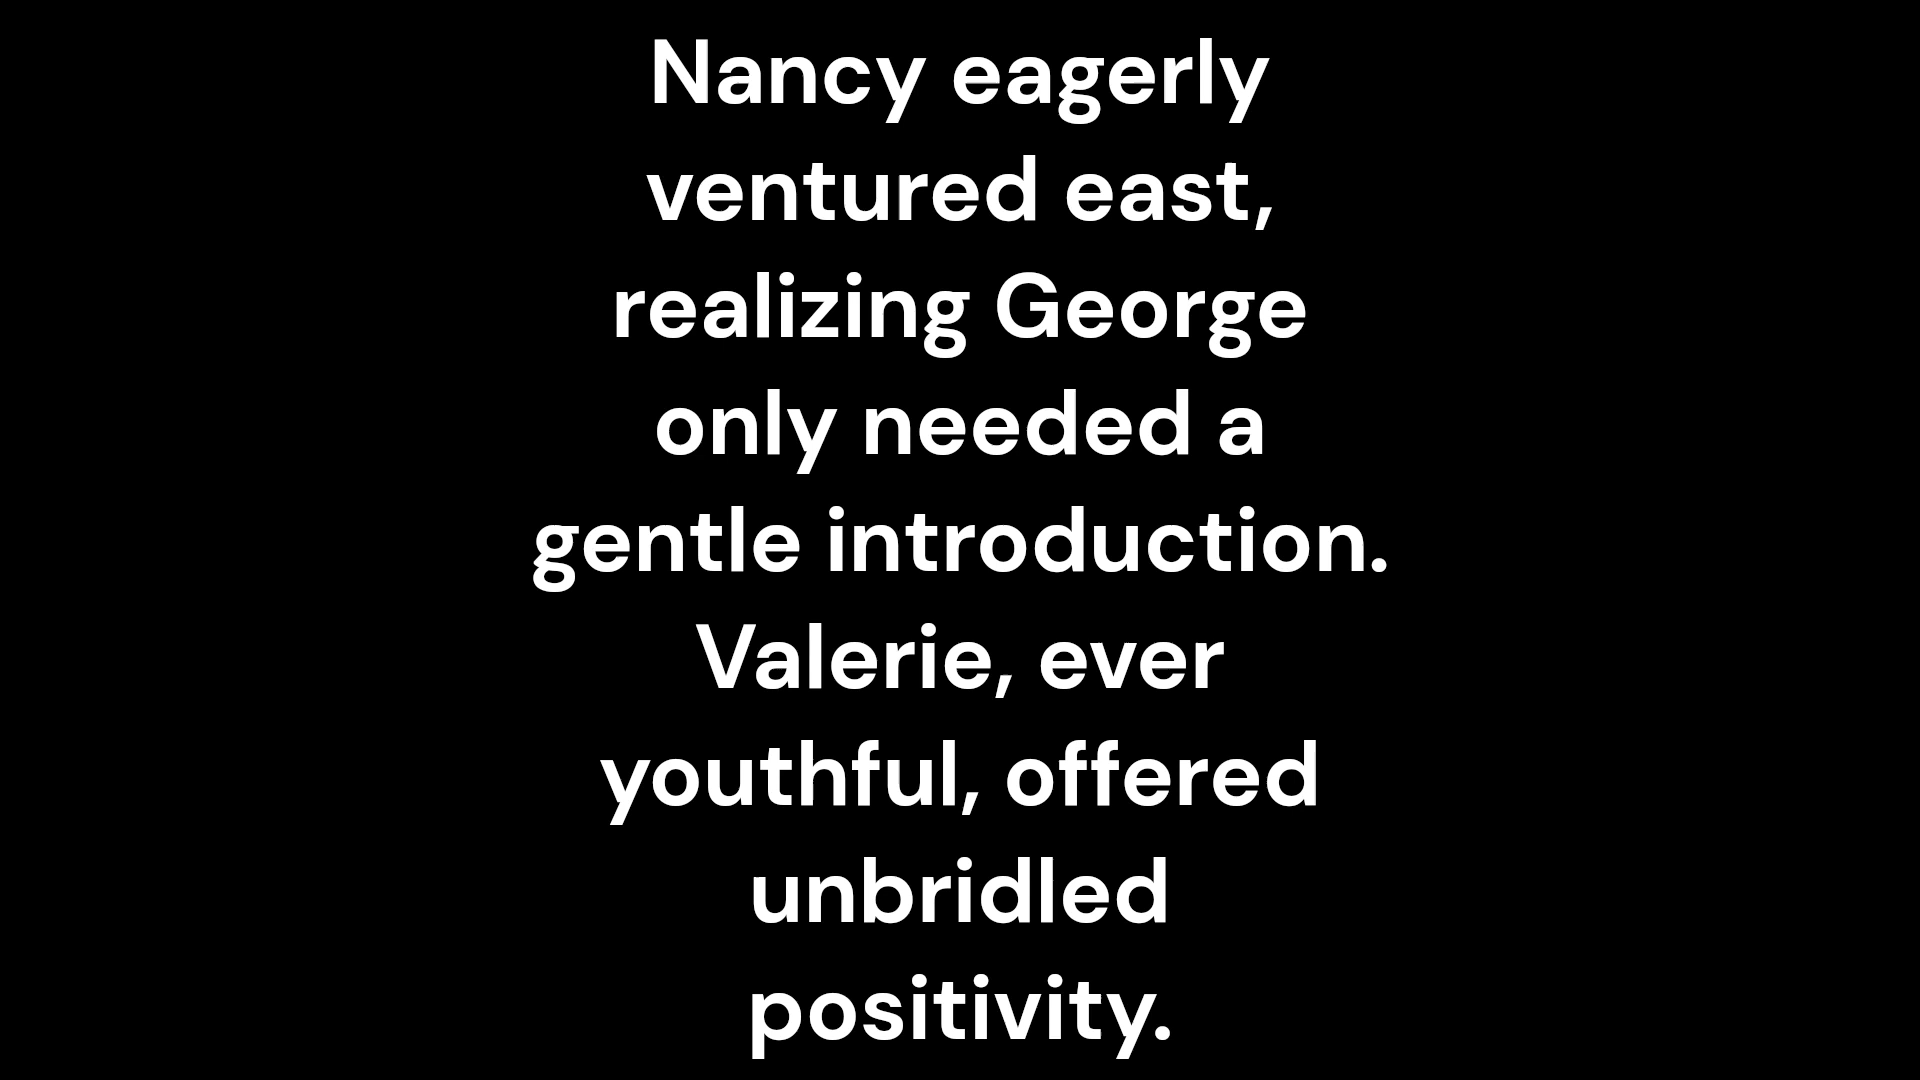 Nancy eagerly
ventured east,
realizing George
only needed a
gentle introduction.
Valerie, ever
youthful, offered
unbridled
positivity.